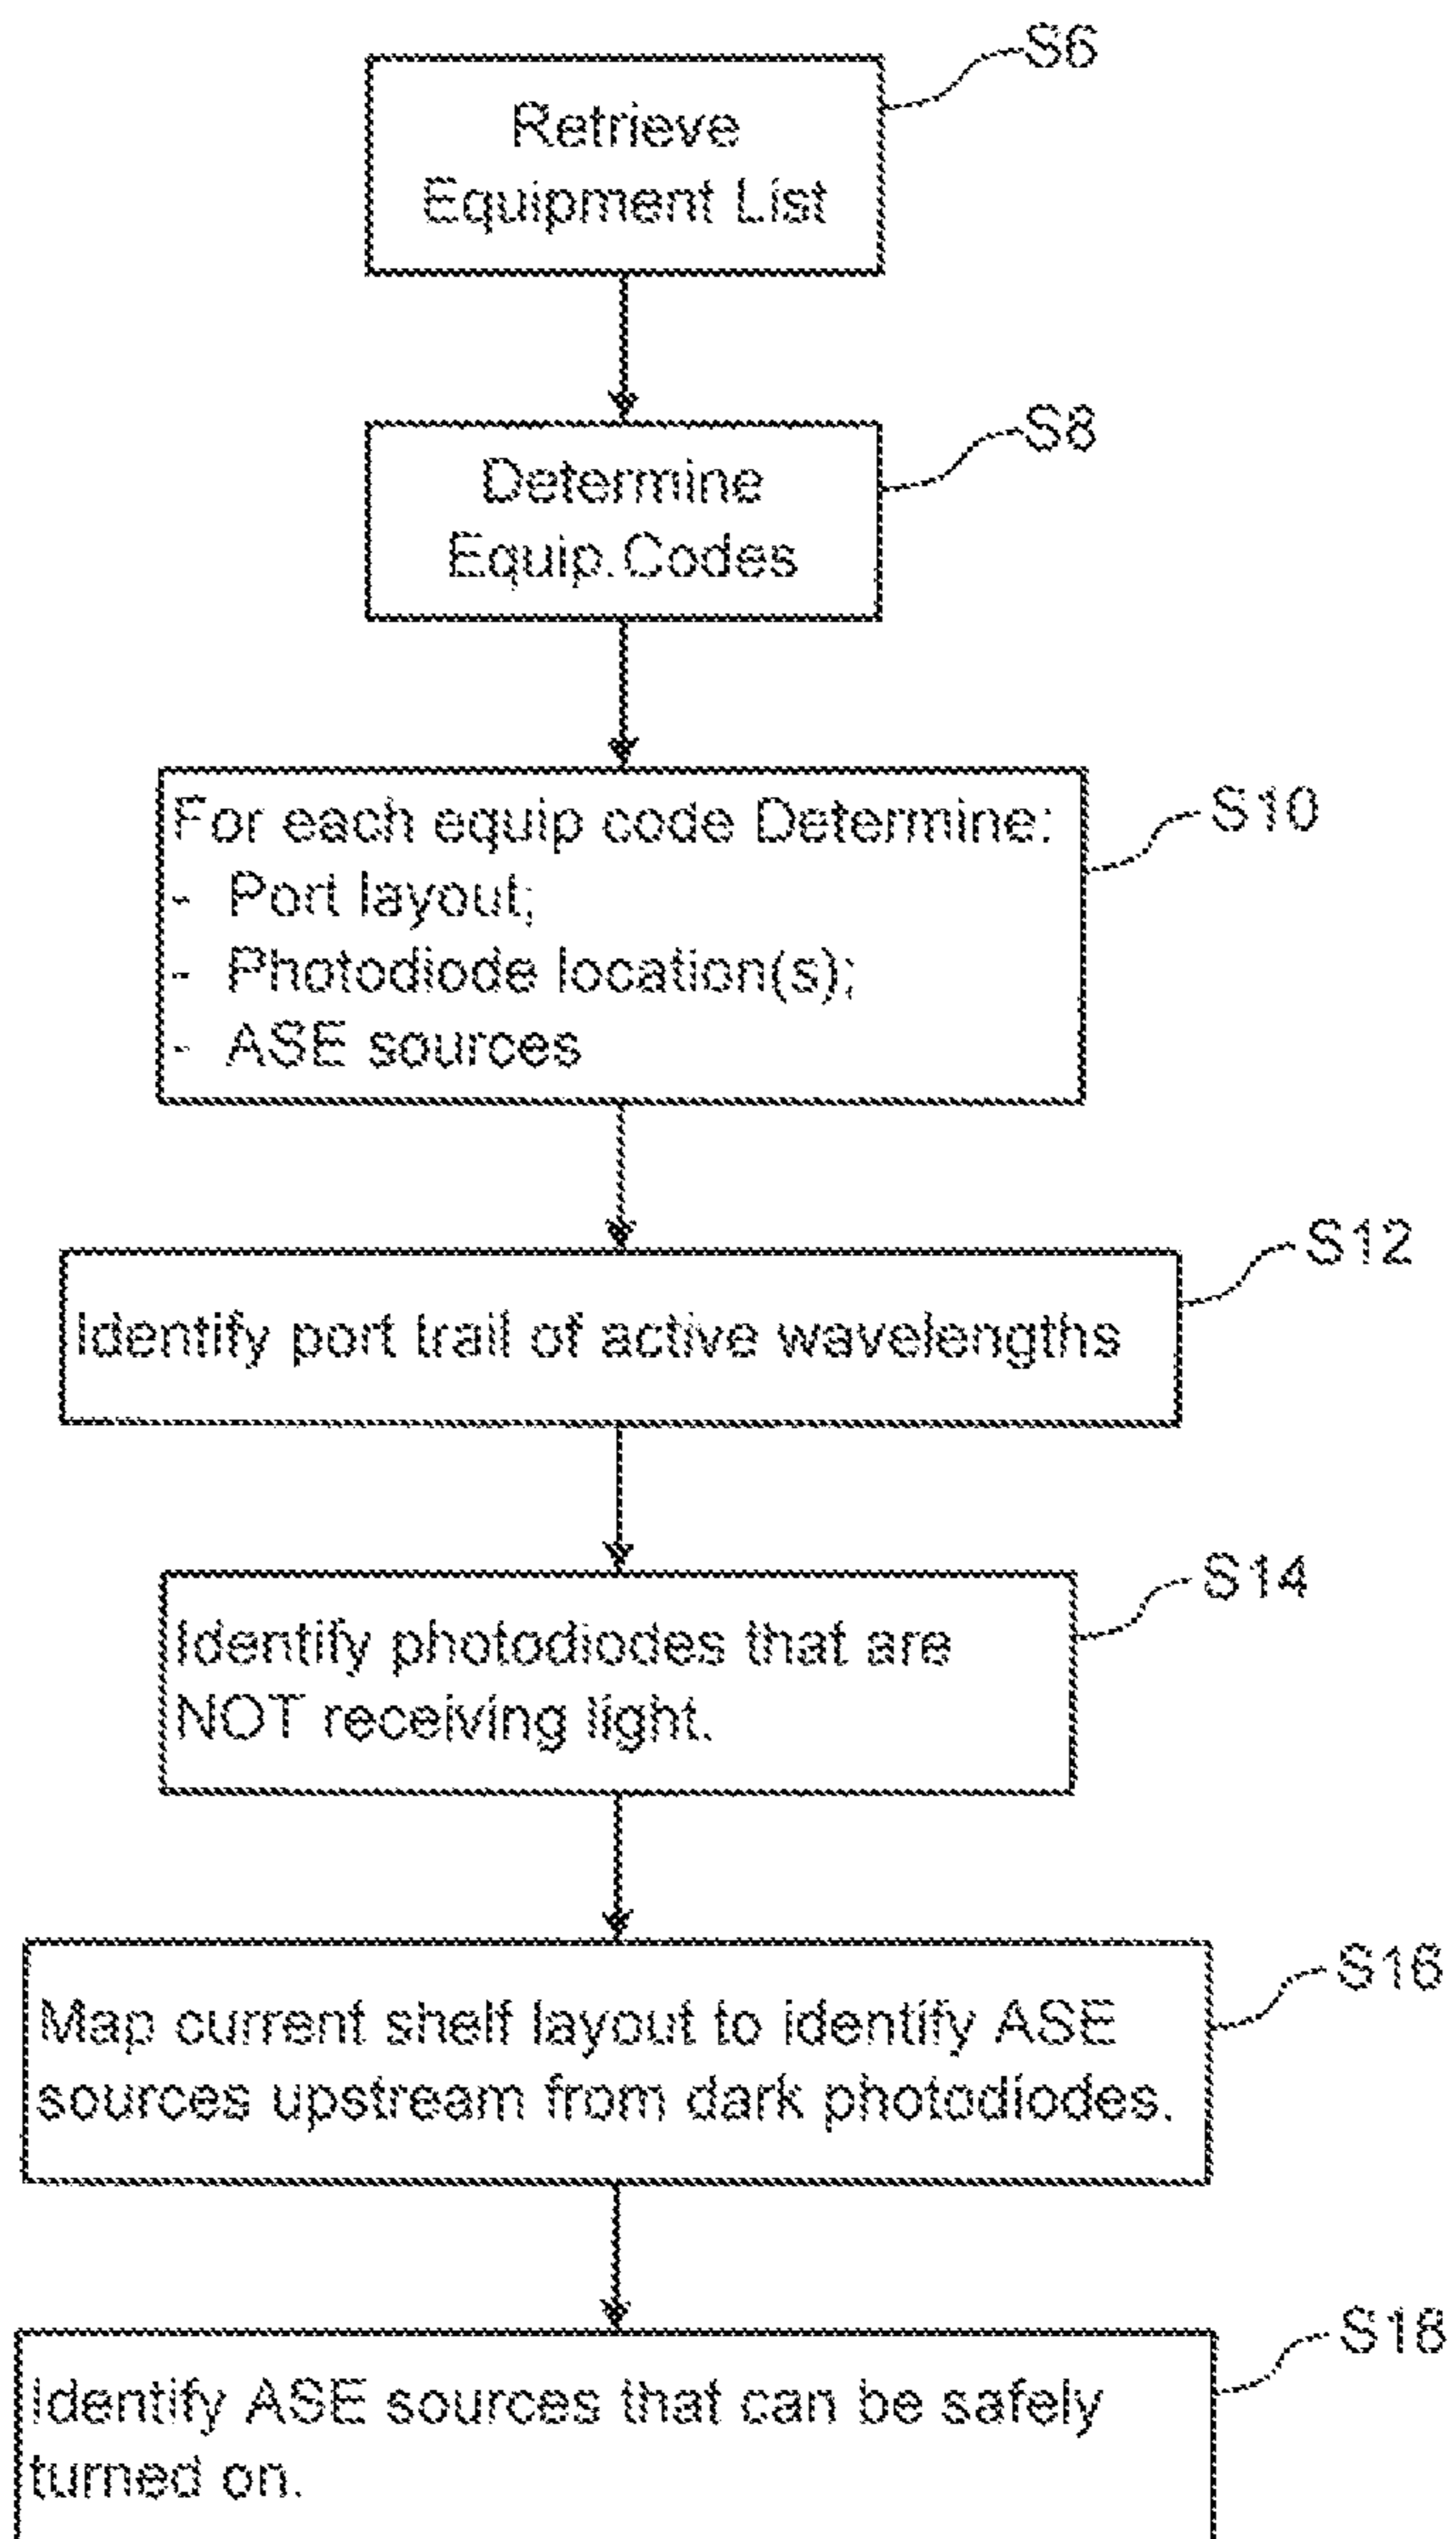 S6
Retrieve
Equipment List
S8
Determine
Equip.Codes
S10
For each equip code Determine:
- Port layout;
- Photodiode location(s);
- ASE sources
S12
Identify port trail of active wavelengths
S14
Identify photodiodes that are
NOT receiving light.
S16
Map current shelf layout to identify ASE
sources upstream from dark photodiodes.
S18
Identify ASE sources that can be safely
turned on.